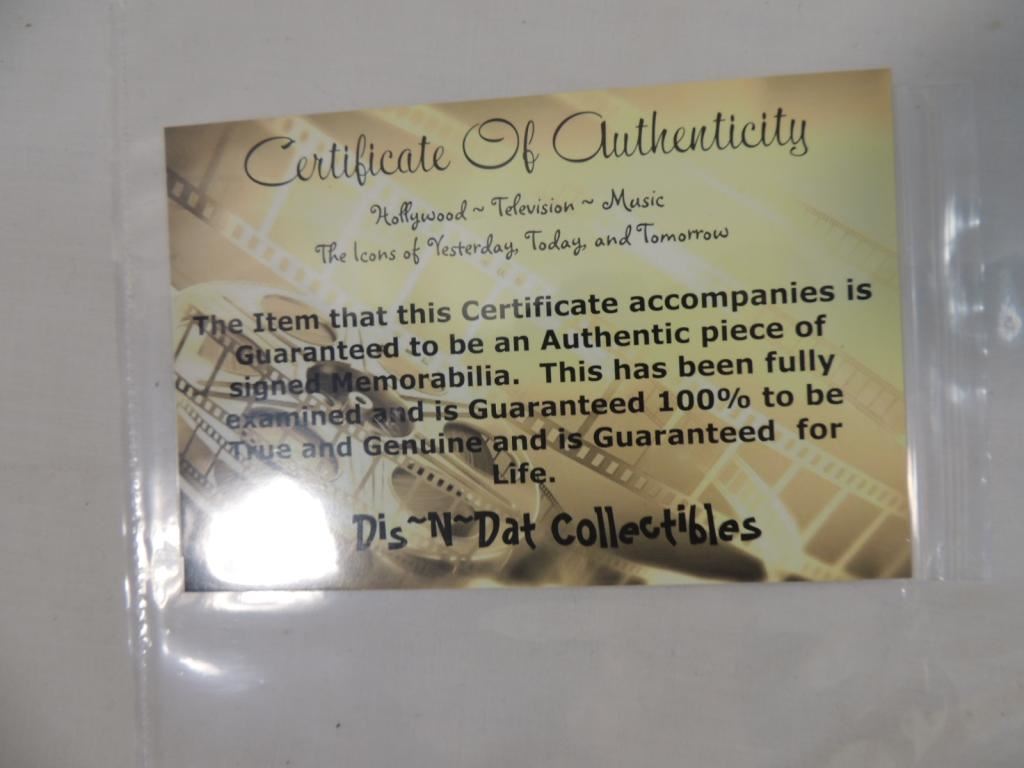 Certificate Of Authenticity
Hollywood ~ Television ~ Music
The Icons of Yesterday, Today, and Tomorrow
The Item that this Certificate accompanies is
Guaranteed to be an Authentic piece of
signed Memorabilia. This has been fully
examined and is Guaranteed 100% to be
True and Genuine and is Guaranteed for
Life.
Dis~N~Dat Collectibles